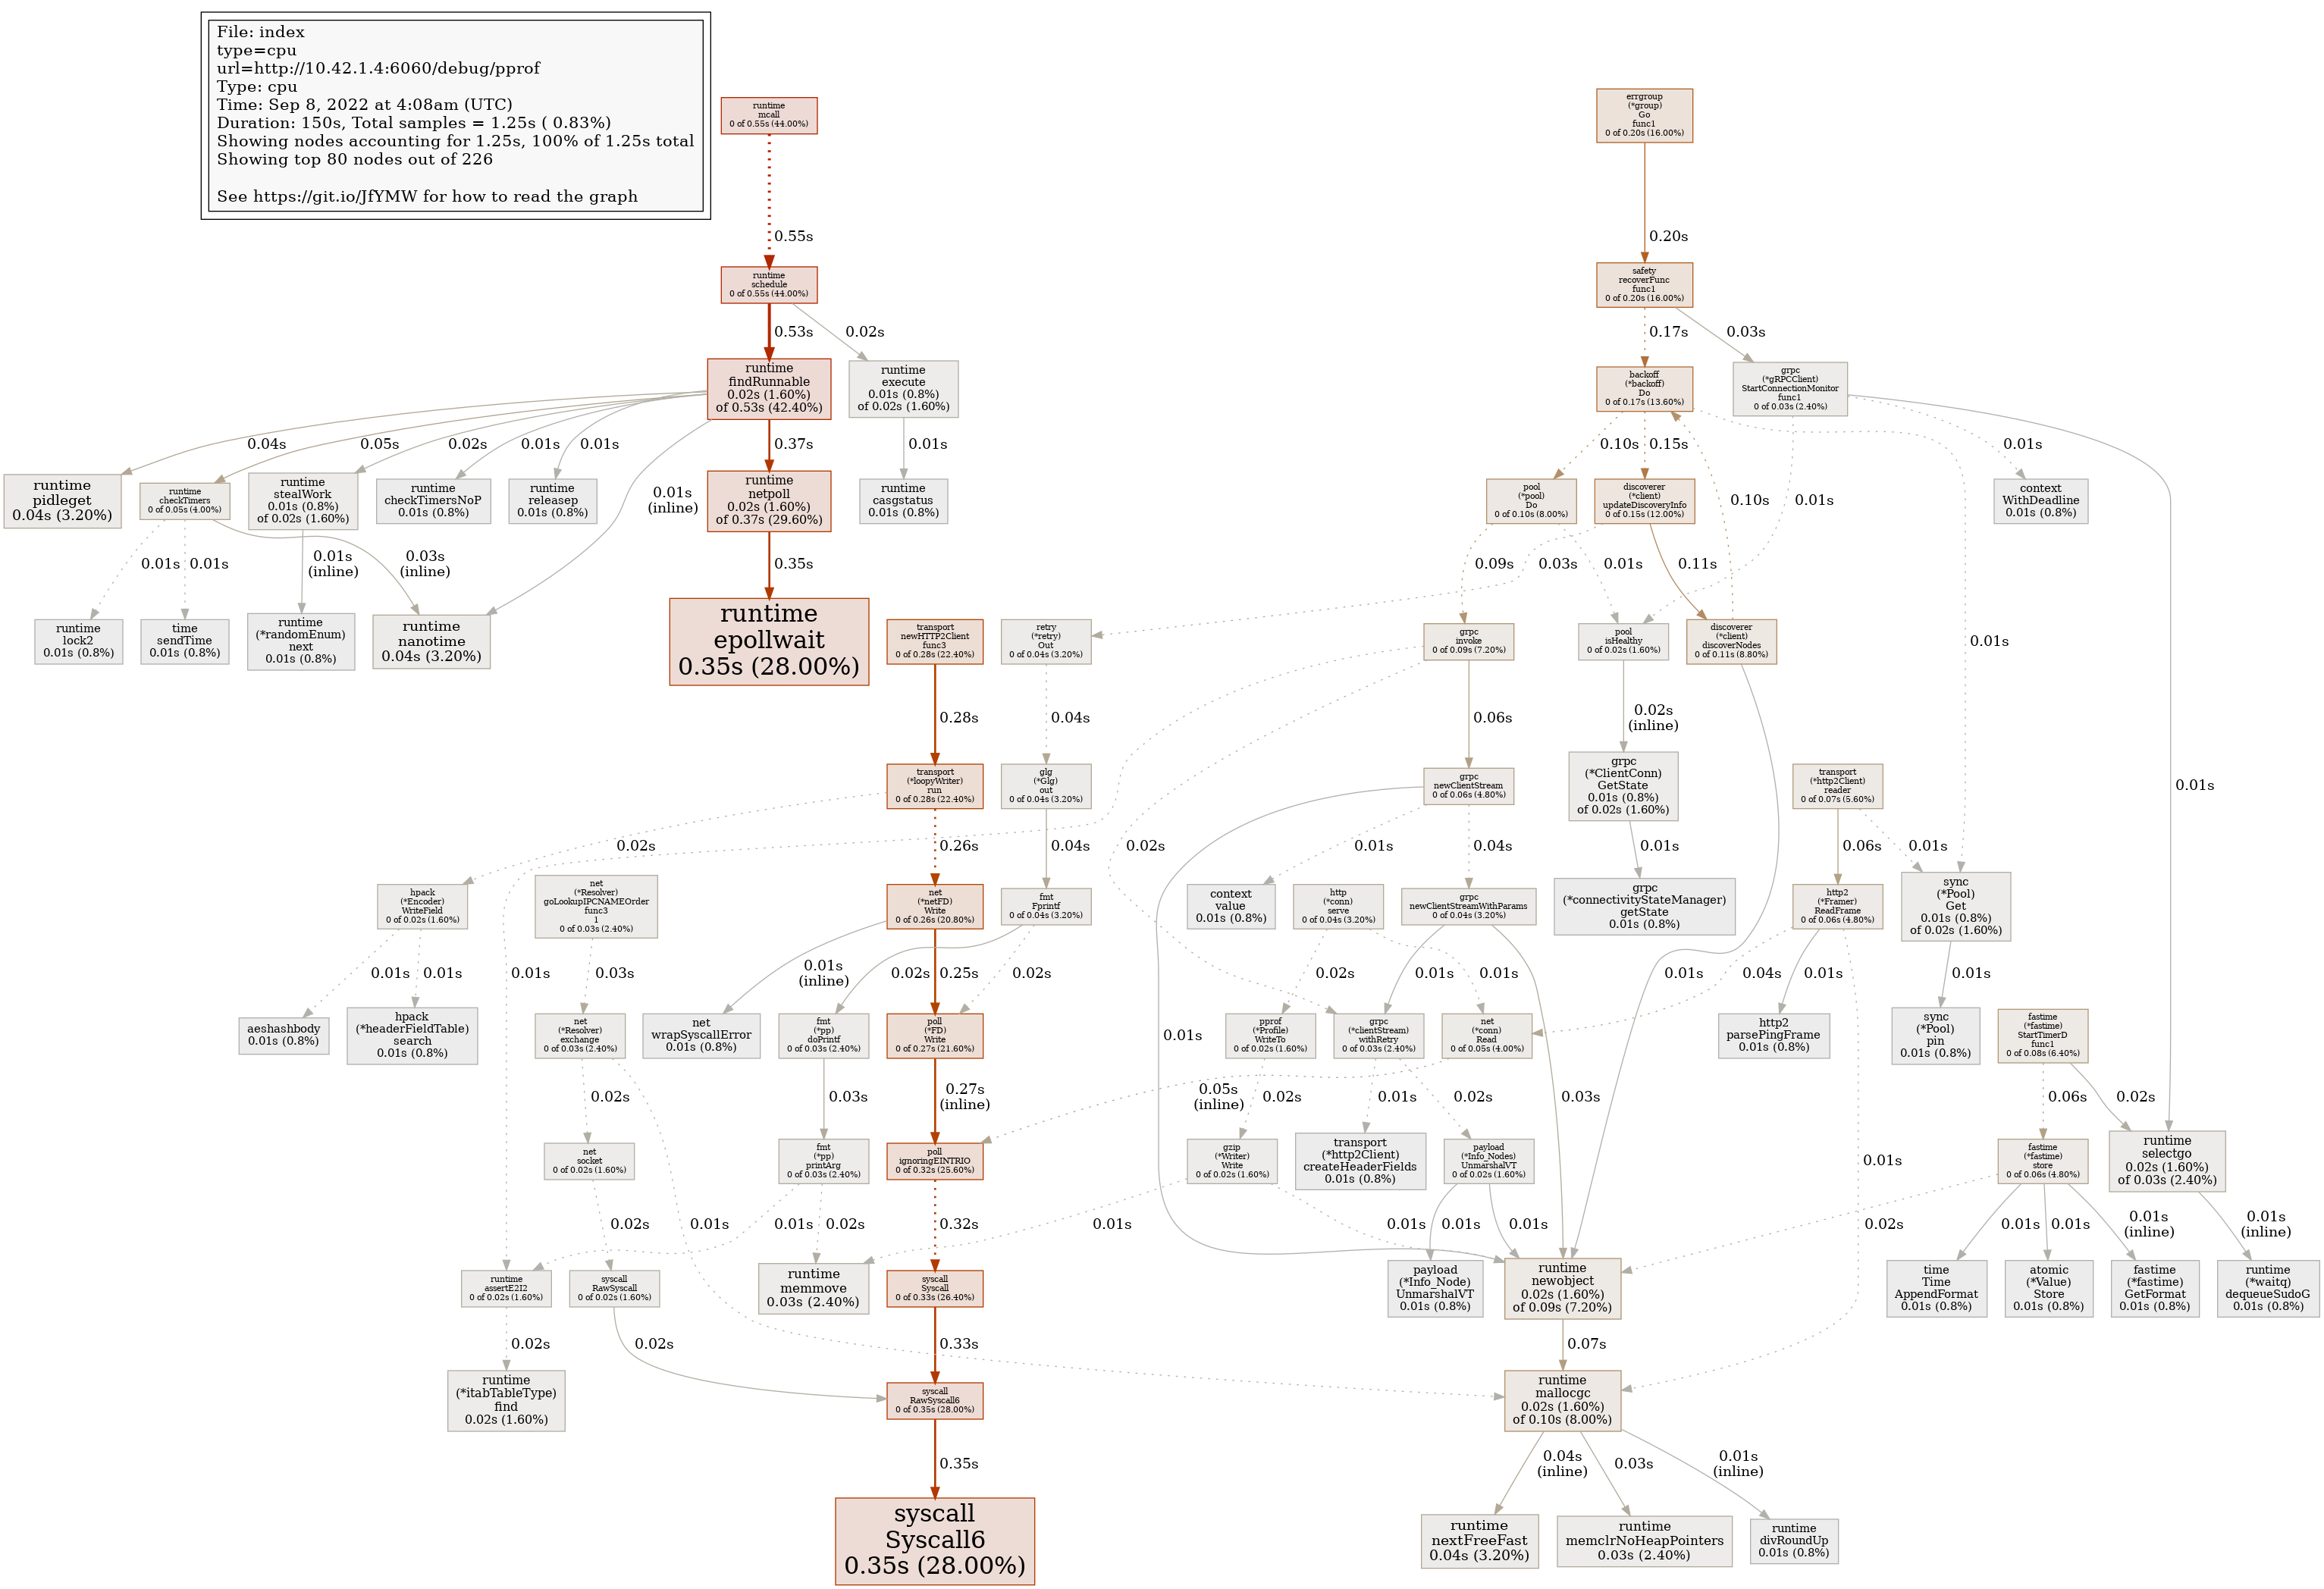 File: index
type=cpu
url=http://10.42.1.4:6060/debug/pprof
Type: cpu
Time: Sep 8, 2022 at 4:08am (UTC)
Duration: 150s, Total samples = 1.25s ( 0.83%)
Showing nodes accounting for 1.25s, 100% of 1.25s total
Showing top 80 nodes out of 226
See https://git.io/JfYMW for how to read the graph
runtime
mcall
0 of 0.55s (44.00%)
errgroup
(*group)
Go
func1
0 of 0.20s (16.00%)
0.55s
0.20s
runtime
schedule
0 of 0.55s (44.00%)
safety
recoverFunc
func1
0 of 0.20s (16.00%)
0.53s
0.02s
0.17s
0.03s
runtime
findRunnable
0.02s (1.60%)
of 0.53s (42.40%)
runtime
execute
0.01s (0.8%)
of 0.02s (1.60%)
backoff
(*backoff)
Do
0 of 0.17s (13.60%)
grpc
(*gRPCClient)
StartConnectionMonitor
func1
0 of 0.03s (2.40%)
0.04s
0.05s
0.02s
0.01s
0.01s
0.01s
(inline)
0.37s
0.01s
0.10s
0.15s
0.10s
0.01s
0.01s
runtime
pidleget
0.04s (3.20%)
runtime
checkTimers
0 of 0.05s (4.00%)
runtime
stealWork
0.01s (0.8%)
of 0.02s (1.60%)
runtime
checkTimersNoP
0.01s (0.8%)
runtime
releasep
0.01s (0.8%)
runtime
netpoll
0.02s (1.60%)
of 0.37s (29.60%)
runtime
casgstatus
0.01s (0.8%)
pool
(*pool)
Do
0 of 0.10s (8.00%)
discoverer
(*client)
updateDiscoveryInfo
0 of 0.15s (12.00%)
context
WithDeadline
0.01s (0.8%)
0.01s
0.01s
0.01s
(inline)
0.03s
(inline)
0.35s
0.09s
0.03s
0.01s
0.11s
0.01s
runtime
lock2
0.01s (0.8%)
time
sendTime
0.01s (0.8%)
runtime
(*randomEnum)
next
0.01s (0.8%)
runtime
nanotime
0.04s (3.20%)
runtime
epollwait
0.35s (28.00%)
transport
newHTTP2Client
func3
0 of 0.28s (22.40%)
retry
(*retry)
Out
0 of 0.04s (3.20%)
grpc
invoke
0 of 0.09s (7.20%)
pool
isHealthy
0 of 0.02s (1.60%)
discoverer
(*client)
discoverNodes
0 of 0.11s (8.80%)
0.28s
0.04s
0.06s
0.02s
(inline)
0.01s
transport
(*loopyWriter)
run
0 of 0.28s (22.40%)
glg
(*Glg)
out
0 of 0.04s (3.20%)
grpc
newClientStream
0 of 0.06s (4.80%)
grpc
(*ClientConn)
GetState
0.01s (0.8%)
of 0.02s (1.60%)
transport
(*http2Client)
reader
0 of 0.07s (5.60%)
0.02s
0.26s
0.04s
0.02s
0.01s
0.04s
0.01s
0.06s
0.01s
hpack
(*Encoder)
WriteField
0 of 0.02s (1.60%)
net
(*Resolver)
goLookupIPCNAMEOrder
func3
1
0 of 0.03s (2.40%)
net
(*netFD)
Write
0 of 0.26s (20.80%)
fmt
Fprintf
0 of 0.04s (3.20%)
context
value
0.01s (0.8%)
http
(*conn)
serve
0 of 0.04s (3.20%)
grpc
newClientStreamWithParams
0 of 0.04s (3.20%)
grpc
(*connectivityStateManager)
getState
0.01s (0.8%)
http2
(*Framer)
ReadFrame
0 of 0.06s (4.80%)
sync
(*Pool)
Get
0.01s (0.8%)
of 0.02s (1.60%)
0.01s
0.01s
0.01s
0.03s
0.01s
(inline)
0.02s
0.25s
0.02s
0.02s
0.01s
0.01s
0.01s
0.04s
0.01s
0.01s
aeshashbody
0.01s (0.8%)
hpack
(*headerFieldTable)
search
0.01s (0.8%)
net
(*Resolver)
exchange
0 of 0.03s (2.40%)
net
wrapSyscallError
0.01s (0.8%)
fmt
(*pp)
doPrintf
0 of 0.03s (2.40%)
poll
(*FD)
Write
0 of 0.27s (21.60%)
0.01s
pprof
(*Profile)
WriteTo
0 of 0.02s (1.60%)
grpc
(*clientStream)
withRetry
0 of 0.03s (2.40%)
net
(*conn)
Read
0 of 0.05s (4.00%)
http2
parsePingFrame
0.01s (0.8%)
sync
(*Pool)
pin
0.01s (0.8%)
fastime
(*fastime)
StartTimerD
func1
0 of 0.08s (6.40%)
0.02s
0.03s
0.27s
(inline)
0.05s
(inline)
0.02s
0.01s
0.02s
0.03s
0.06s
0.02s
net
socket
0 of 0.02s (1.60%)
fmt
(*pp)
printArg
0 of 0.03s (2.40%)
poll
ignoringEINTRIO
0 of 0.32s (25.60%)
gzip
(*Writer)
Write
0 of 0.02s (1.60%)
transport
(*http2Client)
createHeaderFields
0.01s (0.8%)
payload
(*Info_Nodes)
UnmarshalVT
0 of 0.02s (1.60%)
0.01s
fastime
(*fastime)
store
0 of 0.06s (4.80%)
runtime
selectgo
0.02s (1.60%)
of 0.03s (2.40%)
0.02s
0.01s
0.01s
0.02s
0.32s
0.01s
0.01s
0.01s
0.01s
0.02s
0.01s
0.01s
0.01s
(inline)
0.01s
(inline)
runtime
assertE2I2
0 of 0.02s (1.60%)
syscall
RawSyscall
0 of 0.02s (1.60%)
runtime
memmove
0.03s (2.40%)
syscall
Syscall
0 of 0.33s (26.40%)
payload
(*Info_Node)
UnmarshalVT
0.01s (0.8%)
runtime
newobject
0.02s (1.60%)
of 0.09s (7.20%)
time
Time
AppendFormat
0.01s (0.8%)
atomic
(*Value)
Store
0.01s (0.8%)
fastime
(*fastime)
GetFormat
0.01s (0.8%)
runtime
(*waitq)
dequeueSudoG
0.01s (0.8%)
0.02s
0.02s
0.33s
0.07s
runtime
(*itabTableType)
find
0.02s (1.60%)
syscall
RawSyscall6
0 of 0.35s (28.00%)
runtime
mallocgc
0.02s (1.60%)
of 0.10s (8.00%)
0.35s
0.04s
(inline)
0.03s
0.01s
(inline)
syscall
Syscall6
0.35s (28.00%)
runtime
nextFreeFast
0.04s (3.20%)
runtime
memclrNoHeapPointers
0.03s (2.40%)
runtime
divRoundUp
0.01s (0.8%)